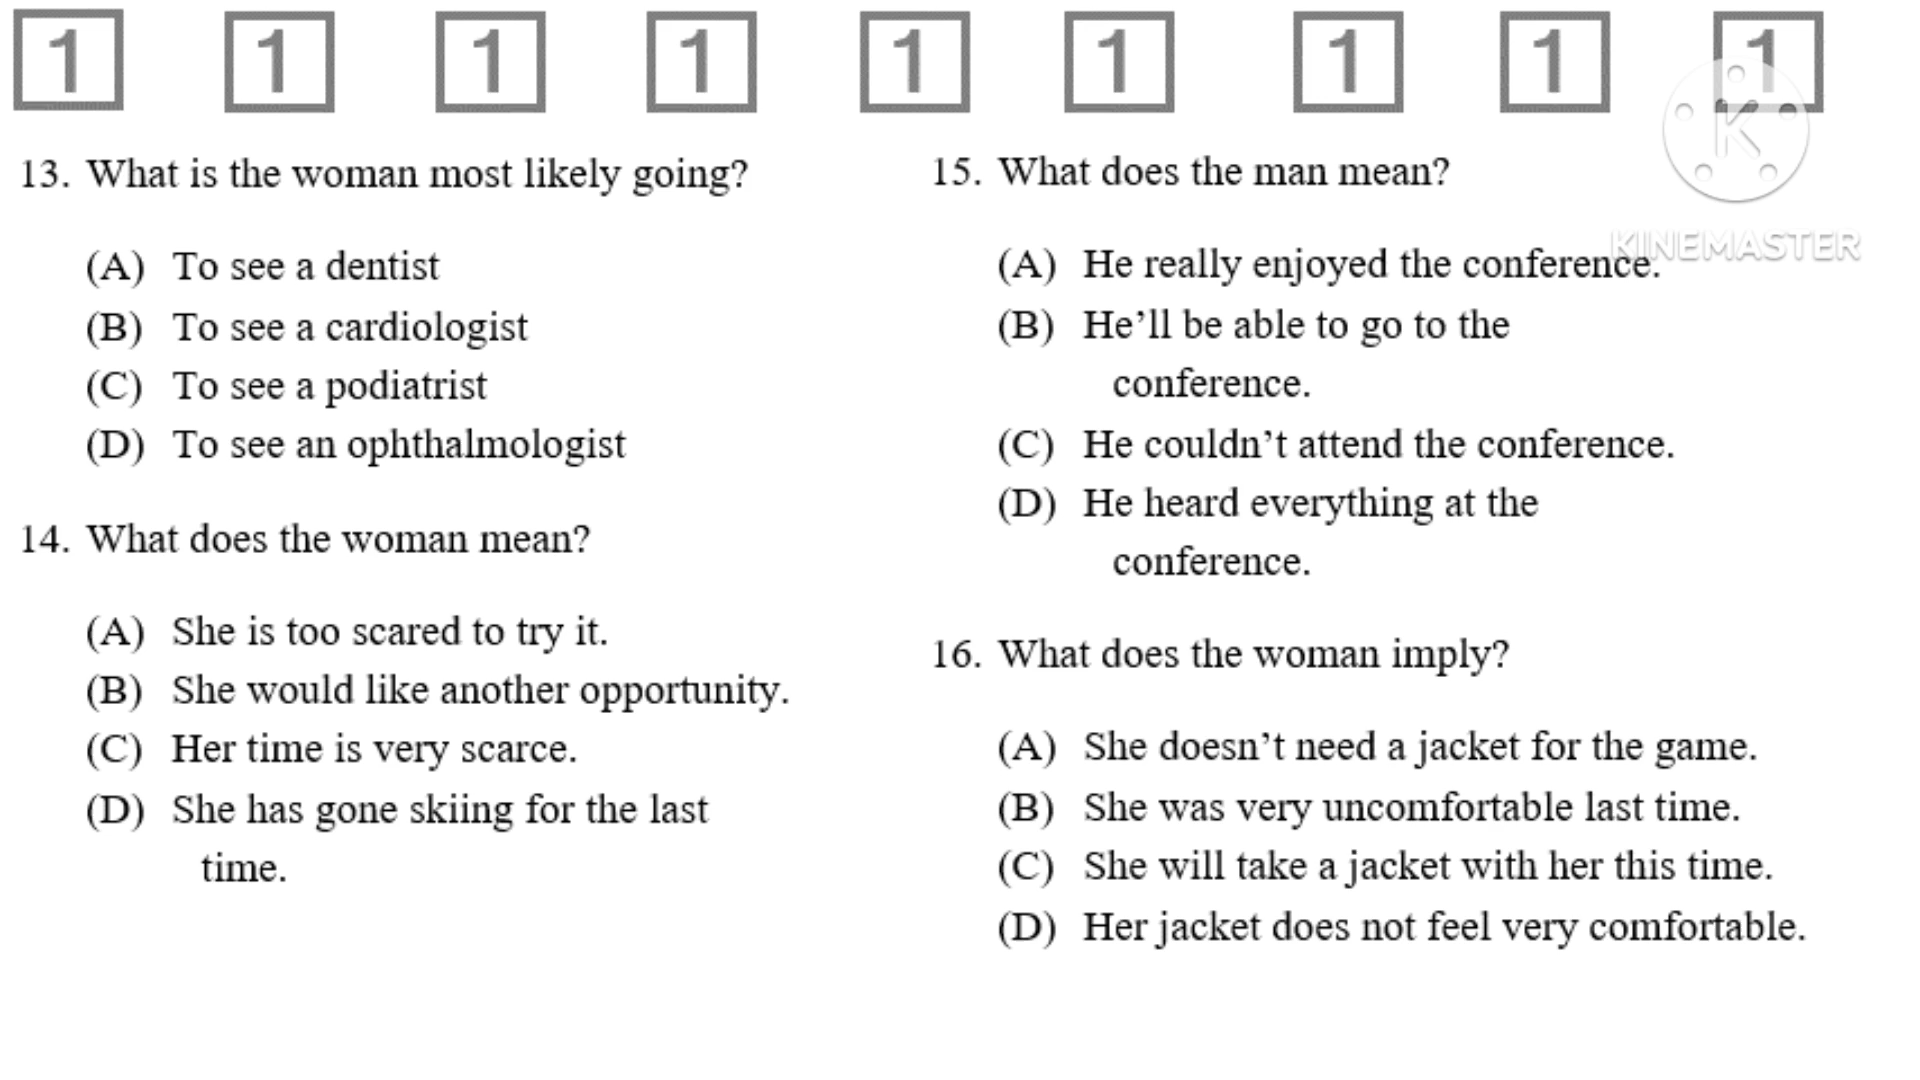 1 1 1 1 1 1 1 1 1
13. What is the woman most likely going?
(A) To see a dentist
(B) To see a cardiologist
(C) To see a podiatrist
(D) To see an ophthalmologist
14. What does the woman mean?
(A) She is too scared to try it.
(B) She would like another opportunity.
(C) Her time is very scarce.
(D) She has gone skiing for the last
time.
15. What does the man mean?
(A) He really enjoyed the conference.
(B) He’ll be able to go to the
conference.
(C) He couldn’t attend the conference.
(D) He heard everything at the
conference.
16. What does the woman imply?
(A) She doesn’t need a jacket for the game.
(B) She was very uncomfortable last time.
(C) She will take a jacket with her this time.
(D) Her jacket does not feel very comfortable.
K
KINEMASTER